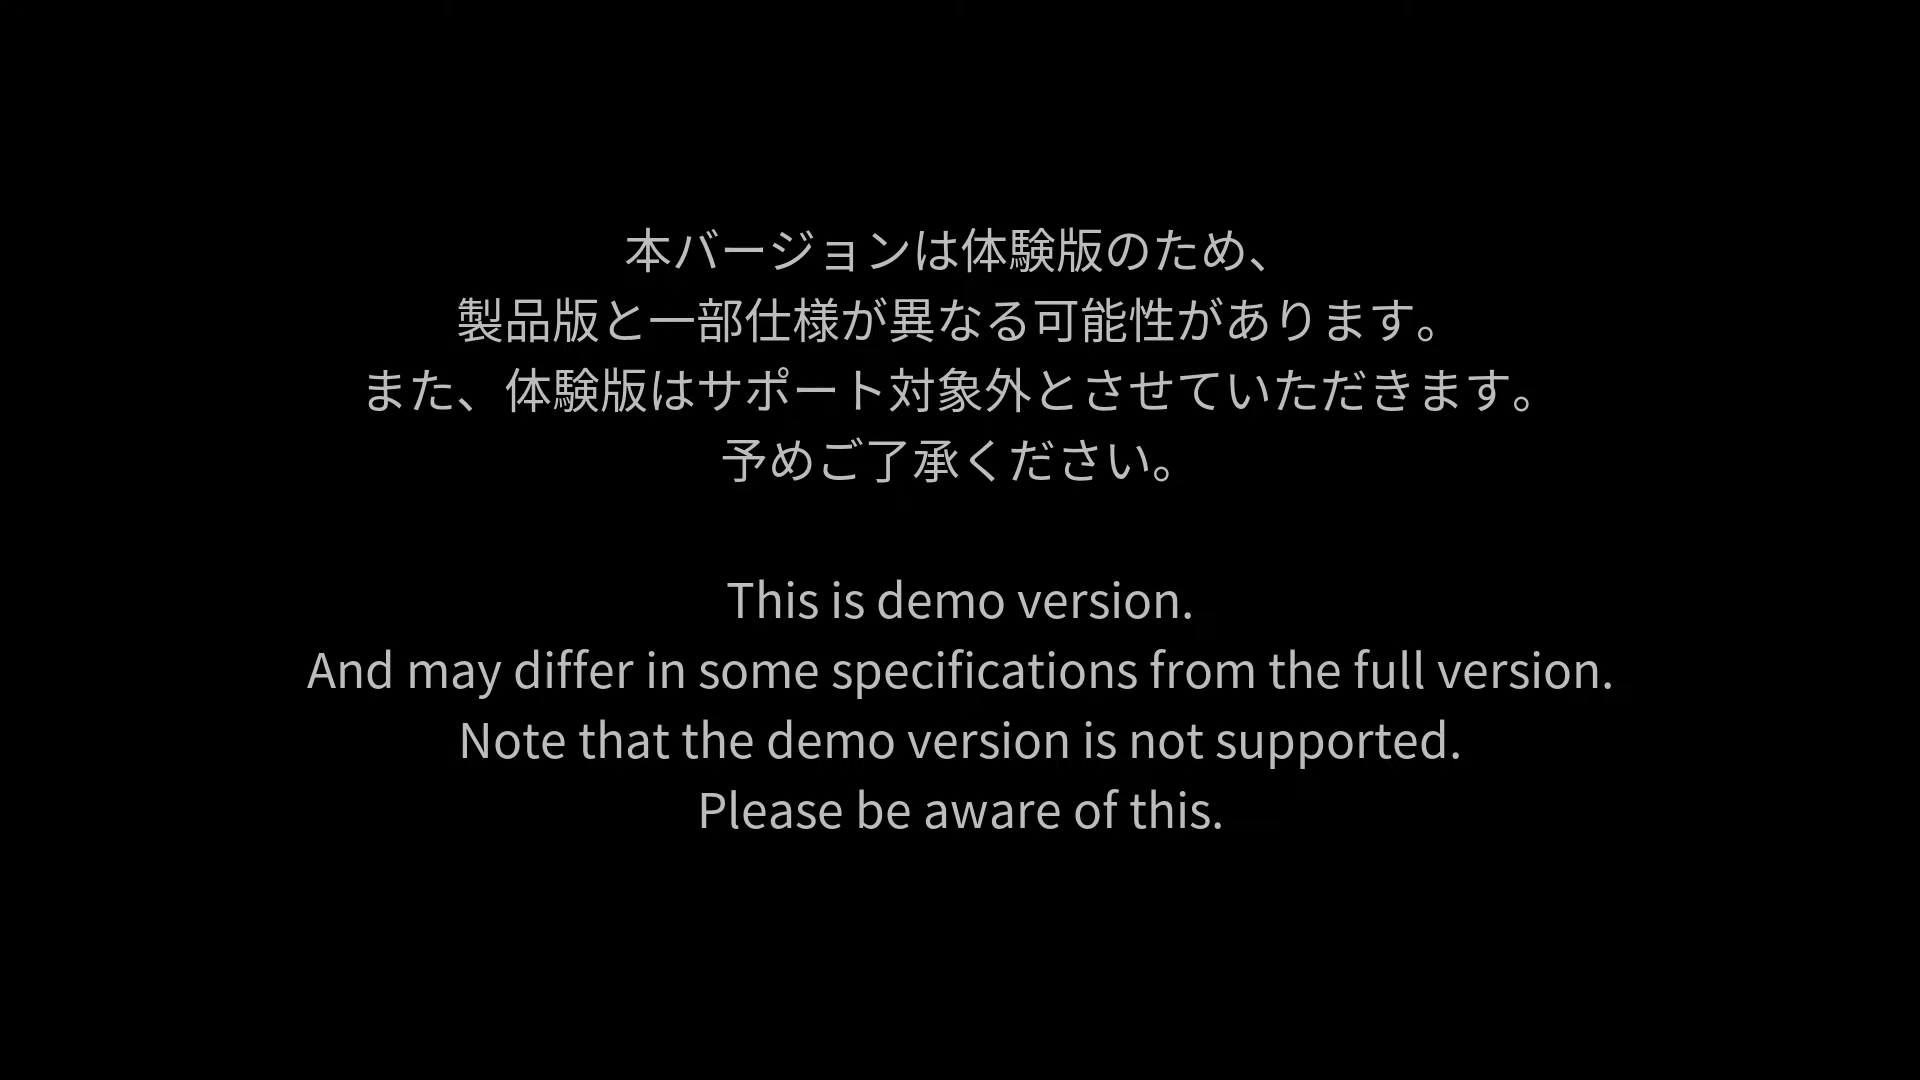 本バージョンは体験版のため、
製品版と一部仕様が異なる可能性があります。
また、体験版はサポート対象外とさせていただきます。
予めご了承ください。
This is demo version.
And may differ in some specifications from the full version.
Note that the demo version is not supported.
Please be aware of this.